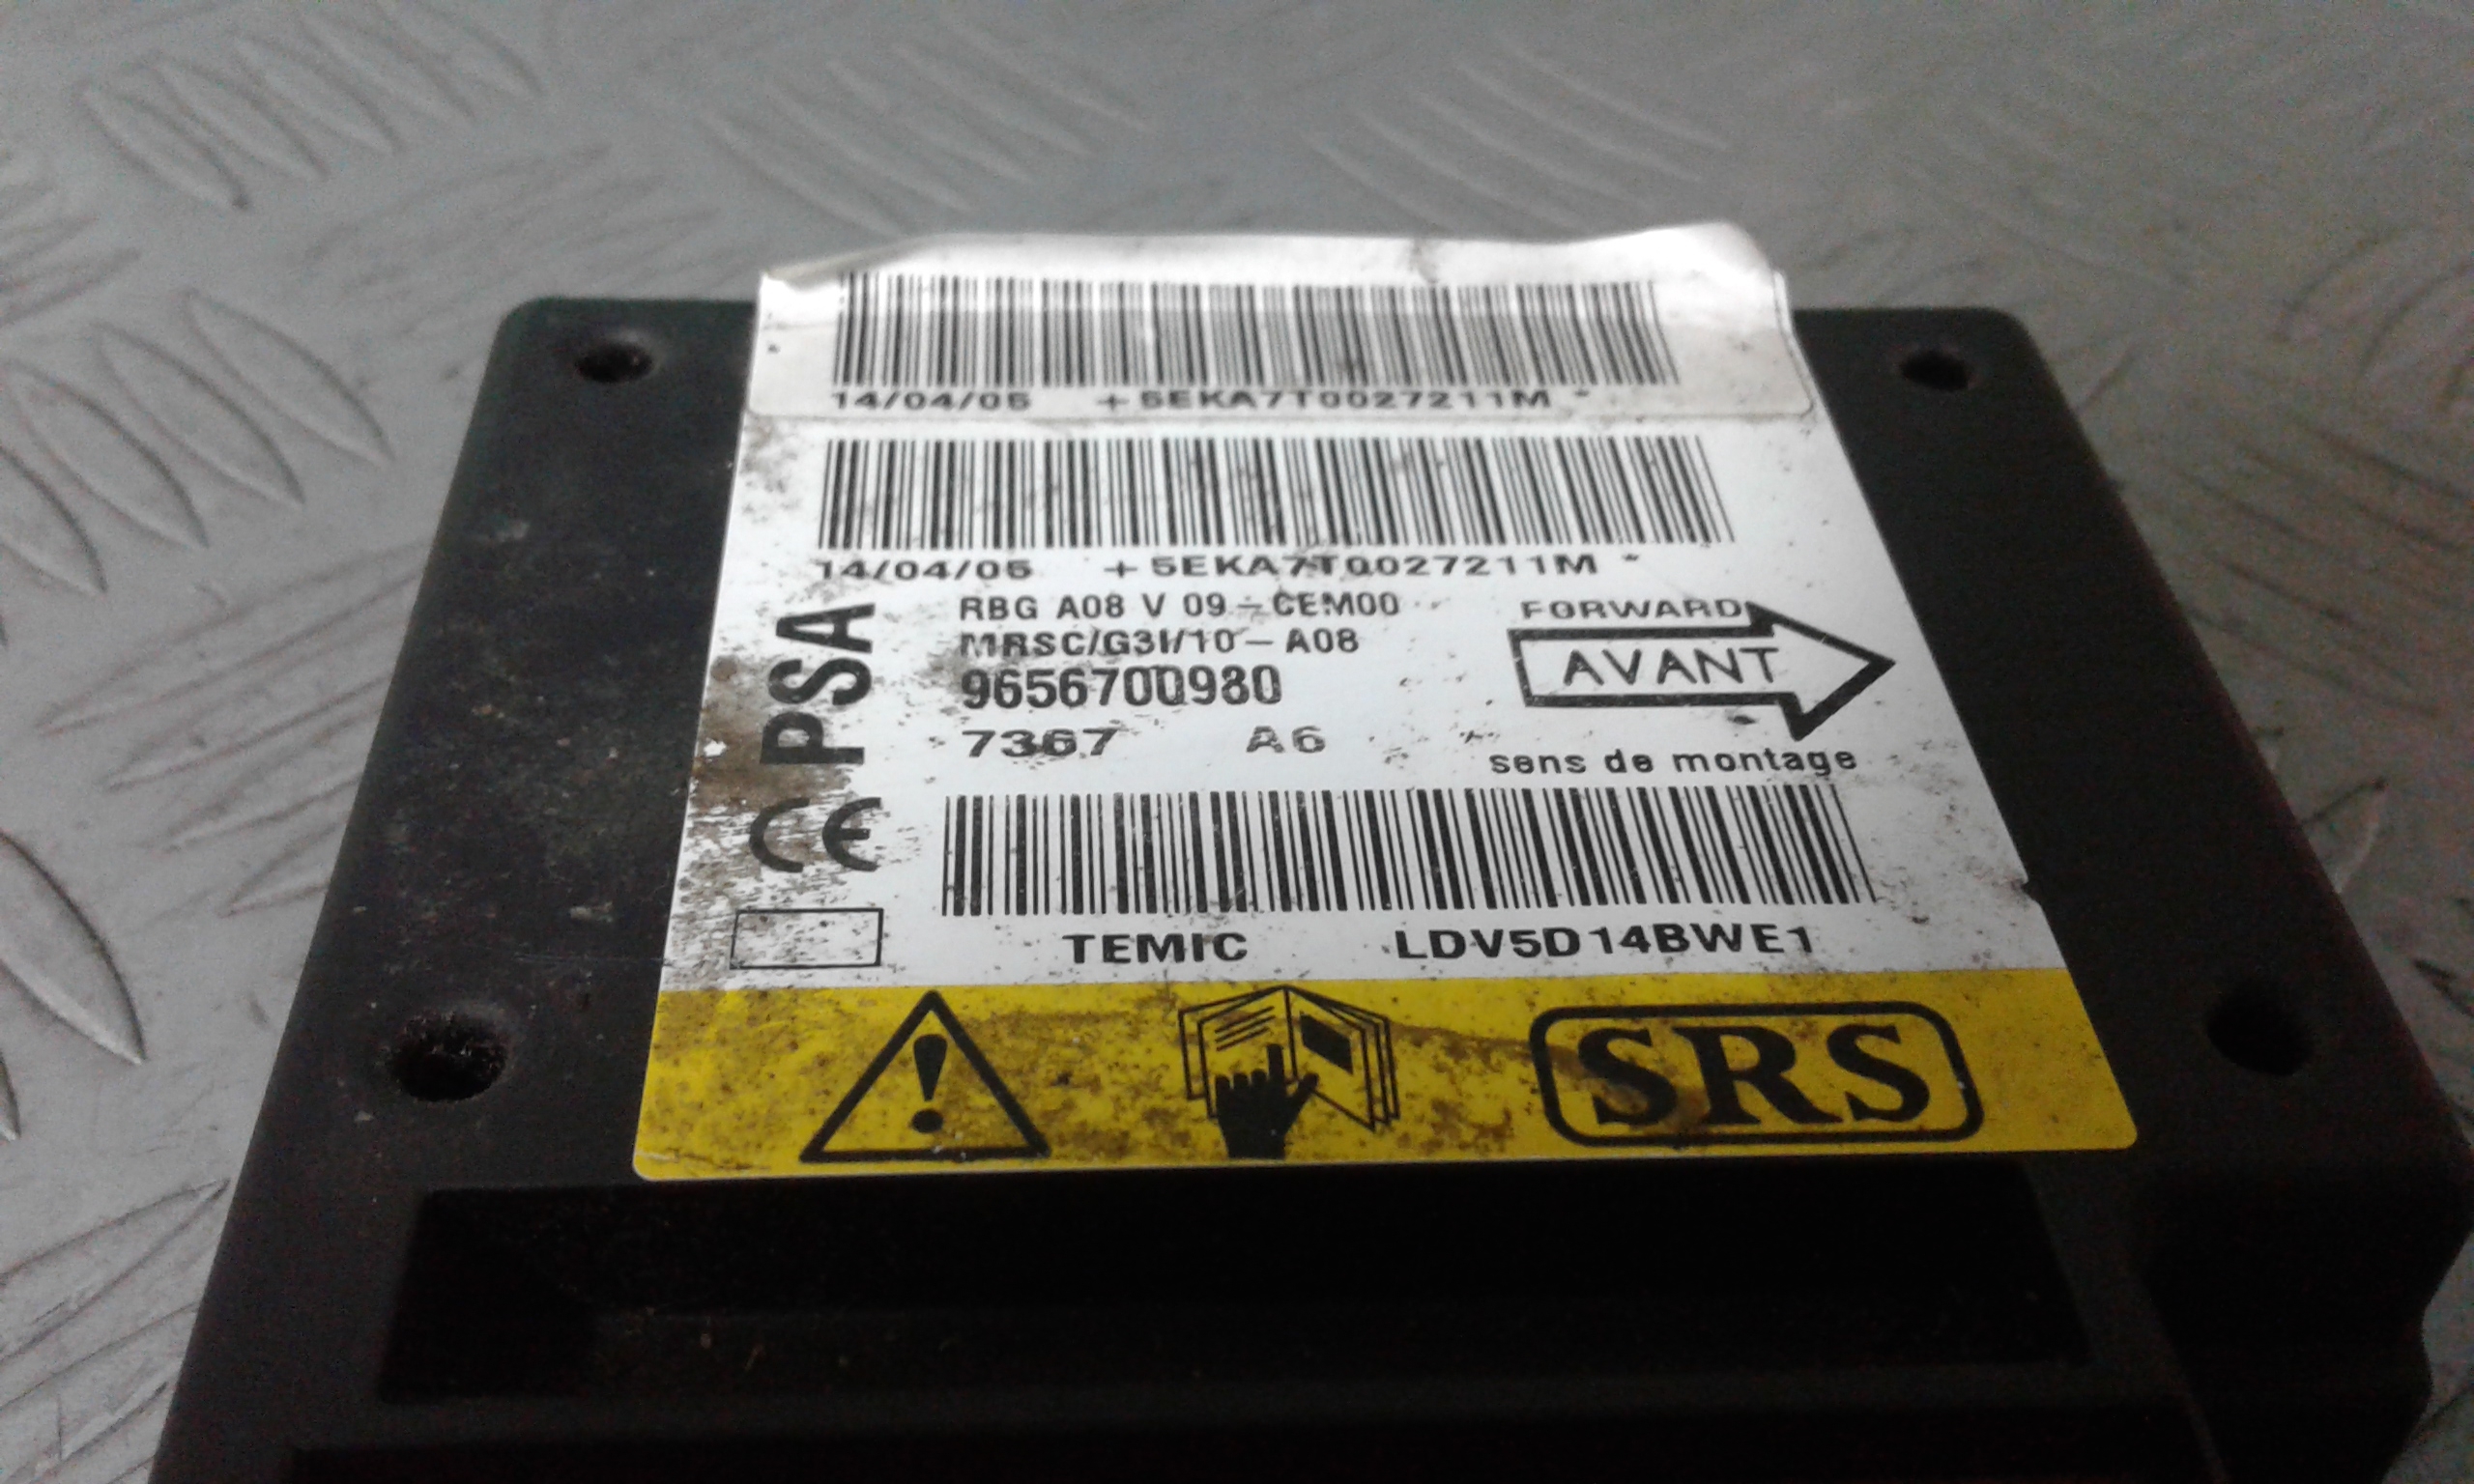 14/04/05 +5EKA7T0027211M *
14/04/05 +5EKA7T0027211M *
RBG A08 V 09-CEM00
MRSC/G3I/10-A08
9656700980
7367 A6
PSA
CE
FORWARD
AVANT
sens de montage
TEMIC LDV5D14BWE1
!
SRS